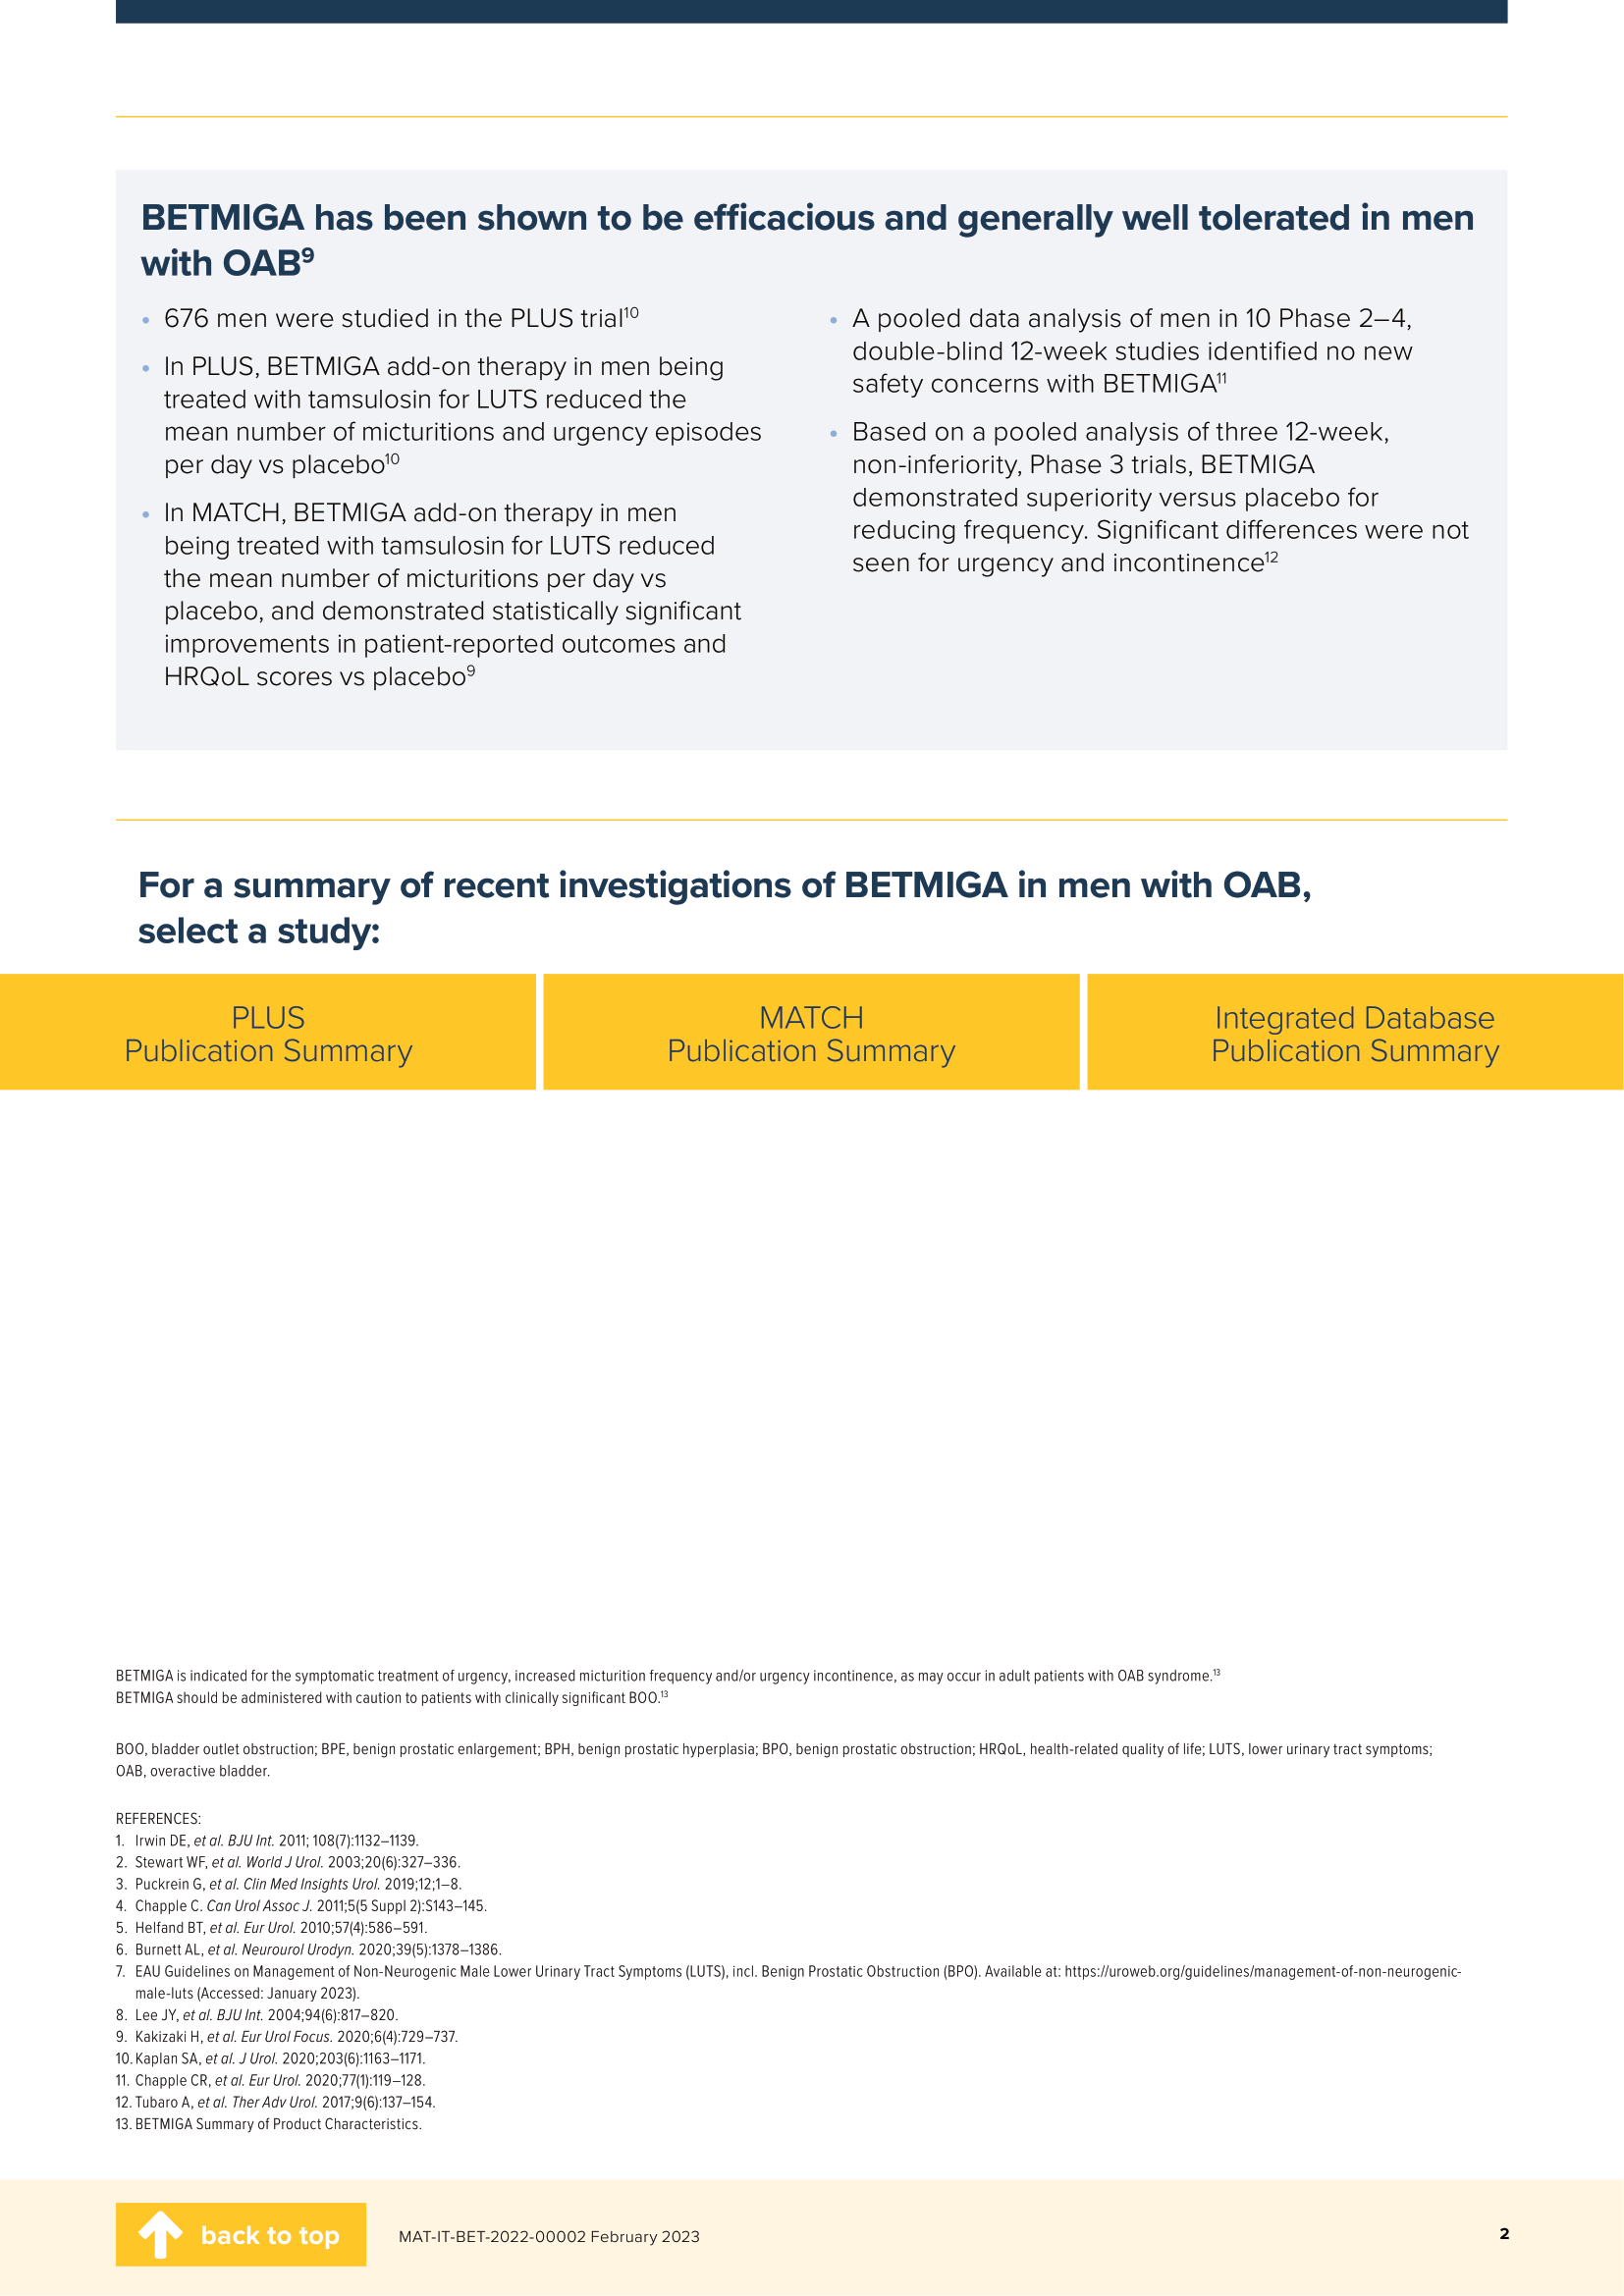 BETMIGA has been shown to be efficacious and generally well tolerated in men
with OAB⁹
• 676 men were studied in the PLUS trial¹⁰
• In PLUS, BETMIGA add-on therapy in men being
treated with tamsulosin for LUTS reduced the
mean number of micturitions and urgency episodes
per day vs placebo¹⁰
• In MATCH, BETMIGA add-on therapy in men
being treated with tamsulosin for LUTS reduced
the mean number of micturitions per day vs
placebo, and demonstrated statistically significant
improvements in patient-reported outcomes and
HRQoL scores vs placebo⁹
• A pooled data analysis of men in 10 Phase 2–4,
double-blind 12-week studies identified no new
safety concerns with BETMIGA¹¹
• Based on a pooled analysis of three 12-week,
non-inferiority, Phase 3 trials, BETMIGA
demonstrated superiority versus placebo for
reducing frequency. Significant differences were not
seen for urgency and incontinence¹²
For a summary of recent investigations of BETMIGA in men with OAB,
select a study:
PLUS
Publication Summary
MATCH
Publication Summary
Integrated Database
Publication Summary
BETMIGA is indicated for the symptomatic treatment of urgency, increased micturition frequency and/or urgency incontinence, as may occur in adult patients with OAB syndrome.¹³
BETMIGA should be administered with caution to patients with clinically significant BOO.¹³
BOO, bladder outlet obstruction; BPE, benign prostatic enlargement; BPH, benign prostatic hyperplasia; BPO, benign prostatic obstruction; HRQoL, health-related quality of life; LUTS, lower urinary tract symptoms;
OAB, overactive bladder.
REFERENCES:
1. Irwin DE, et al. BJU Int. 2011; 108(7):1132–1139.
2. Stewart WF, et al. World J Urol. 2003;20(6):327–336.
3. Puckrein G, et al. Clin Med Insights Urol. 2019;12;1–8.
4. Chapple C. Can Urol Assoc J. 2011;5(5 Suppl 2):S143–145.
5. Helfand BT, et al. Eur Urol. 2010;57(4):586–591.
6. Burnett AL, et al. Neurourol Urodyn. 2020;39(5):1378–1386.
7. EAU Guidelines on Management of Non-Neurogenic Male Lower Urinary Tract Symptoms (LUTS), incl. Benign Prostatic Obstruction (BPO). Available at: https://uroweb.org/guidelines/management-of-non-neurogenic-
male-luts (Accessed: January 2023).
8. Lee JY, et al. BJU Int. 2004;94(6):817–820.
9. Kakizaki H, et al. Eur Urol Focus. 2020;6(4):729–737.
10. Kaplan SA, et al. J Urol. 2020;203(6):1163–1171.
11. Chapple CR, et al. Eur Urol. 2020;77(1):119–128.
12. Tubaro A, et al. Ther Adv Urol. 2017;9(6):137–154.
13. BETMIGA Summary of Product Characteristics.
back to top
MAT-IT-BET-2022-00002 February 2023
2